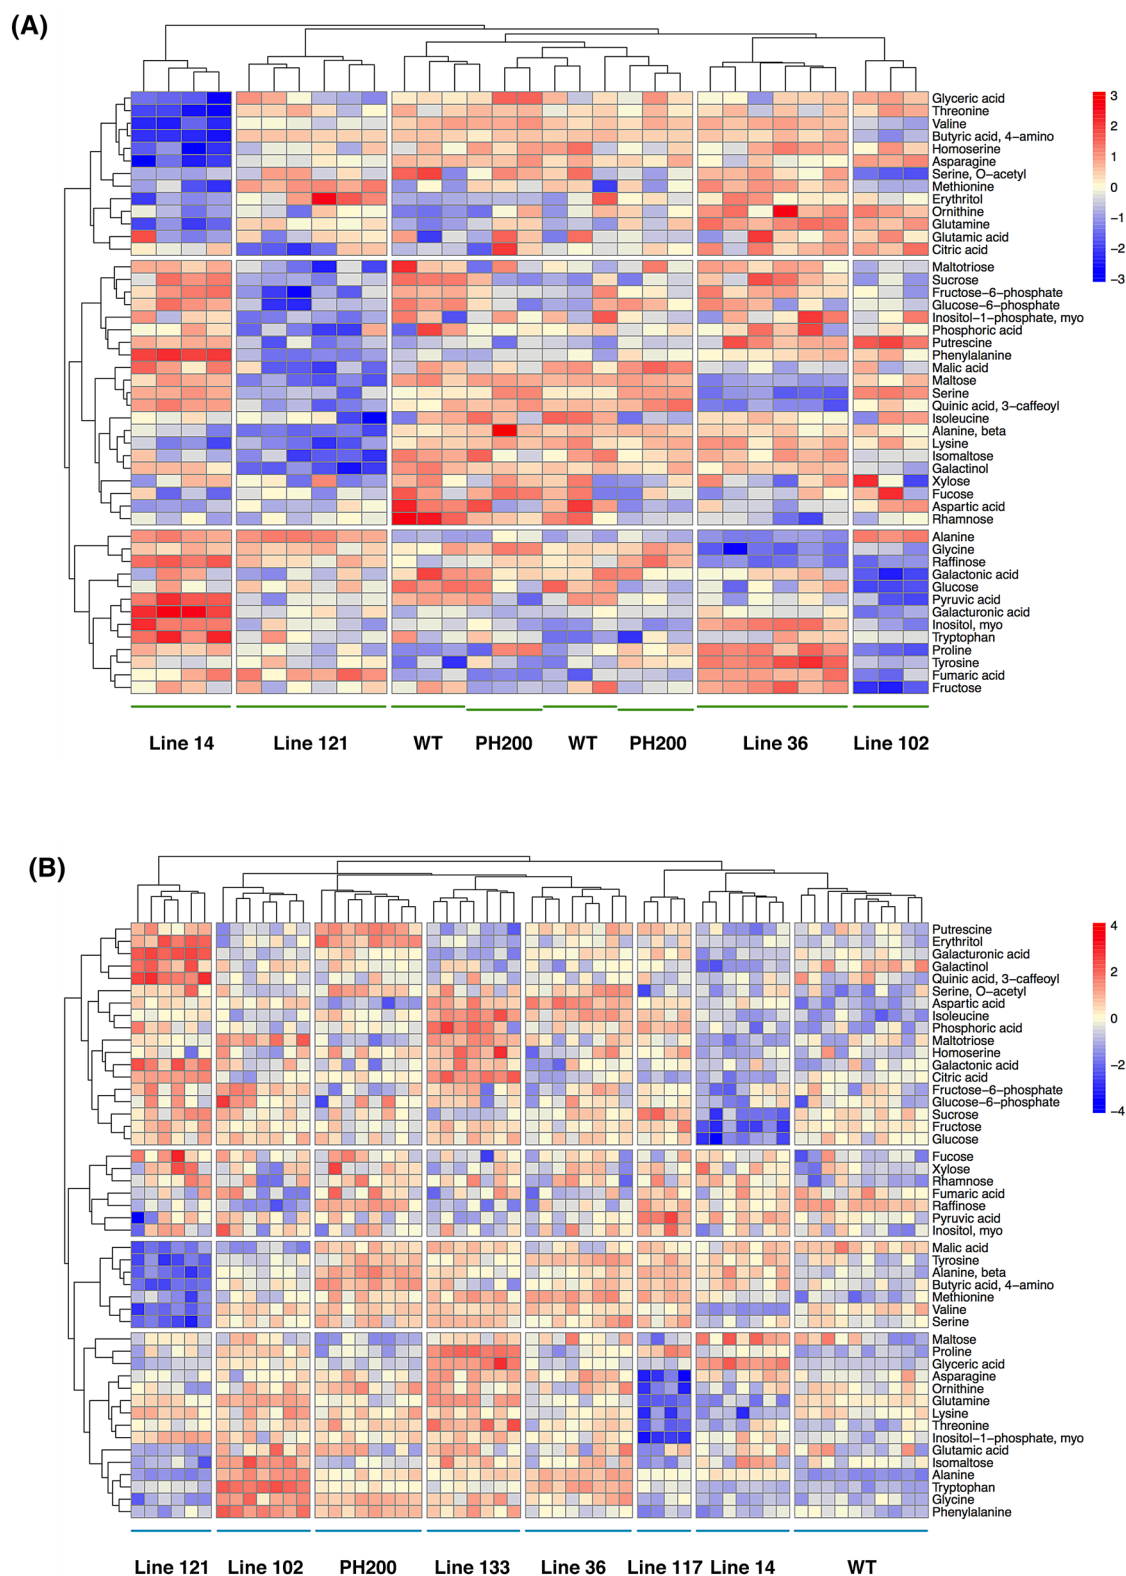 (A)
Glyceric acid
Threonine
Valine
Butyric acid, 4−amino
Homoserine
Asparagine
Serine, O−acetyl
Methionine
Erythritol
Ornithine
Glutamine
Glutamic acid
Citric acid
Maltotriose
Sucrose
Fructose−6−phosphate
Glucose−6−phosphate
Inositol−1−phosphate, myo
Phosphoric acid
Putrescine
Phenylalanine
Malic acid
Maltose
Serine
Quinic acid, 3−caffeoyl
Isoleucine
Alanine, beta
Lysine
Isomaltose
Galactinol
Xylose
Fucose
Aspartic acid
Rhamnose
Alanine
Glycine
Raffinose
Galactonic acid
Glucose
Pyruvic acid
Galacturonic acid
Inositol, myo
Tryptophan
Proline
Tyrosine
Fumaric acid
Fructose
3
2
1
0
−1
−2
−3
Line 14 Line 121 WT PH200 WT PH200 Line 36 Line 102
(B)
Putrescine
Erythritol
Galacturonic acid
Galactinol
Quinic acid, 3−caffeoyl
Serine, O−acetyl
Aspartic acid
Isoleucine
Phosphoric acid
Maltotriose
Homoserine
Galactonic acid
Citric acid
Fructose−6−phosphate
Glucose−6−phosphate
Sucrose
Fructose
Glucose
Fucose
Xylose
Rhamnose
Fumaric acid
Raffinose
Pyruvic acid
Inositol, myo
Malic acid
Tyrosine
Alanine, beta
Butyric acid, 4−amino
Methionine
Valine
Serine
Maltose
Proline
Glyceric acid
Asparagine
Ornithine
Glutamine
Lysine
Threonine
Inositol−1−phosphate, myo
Glutamic acid
Isomaltose
Alanine
Tryptophan
Glycine
Phenylalanine
4
2
0
−2
−4
Line 121 Line 102 PH200 Line 133 Line 36 Line 117 Line 14 WT